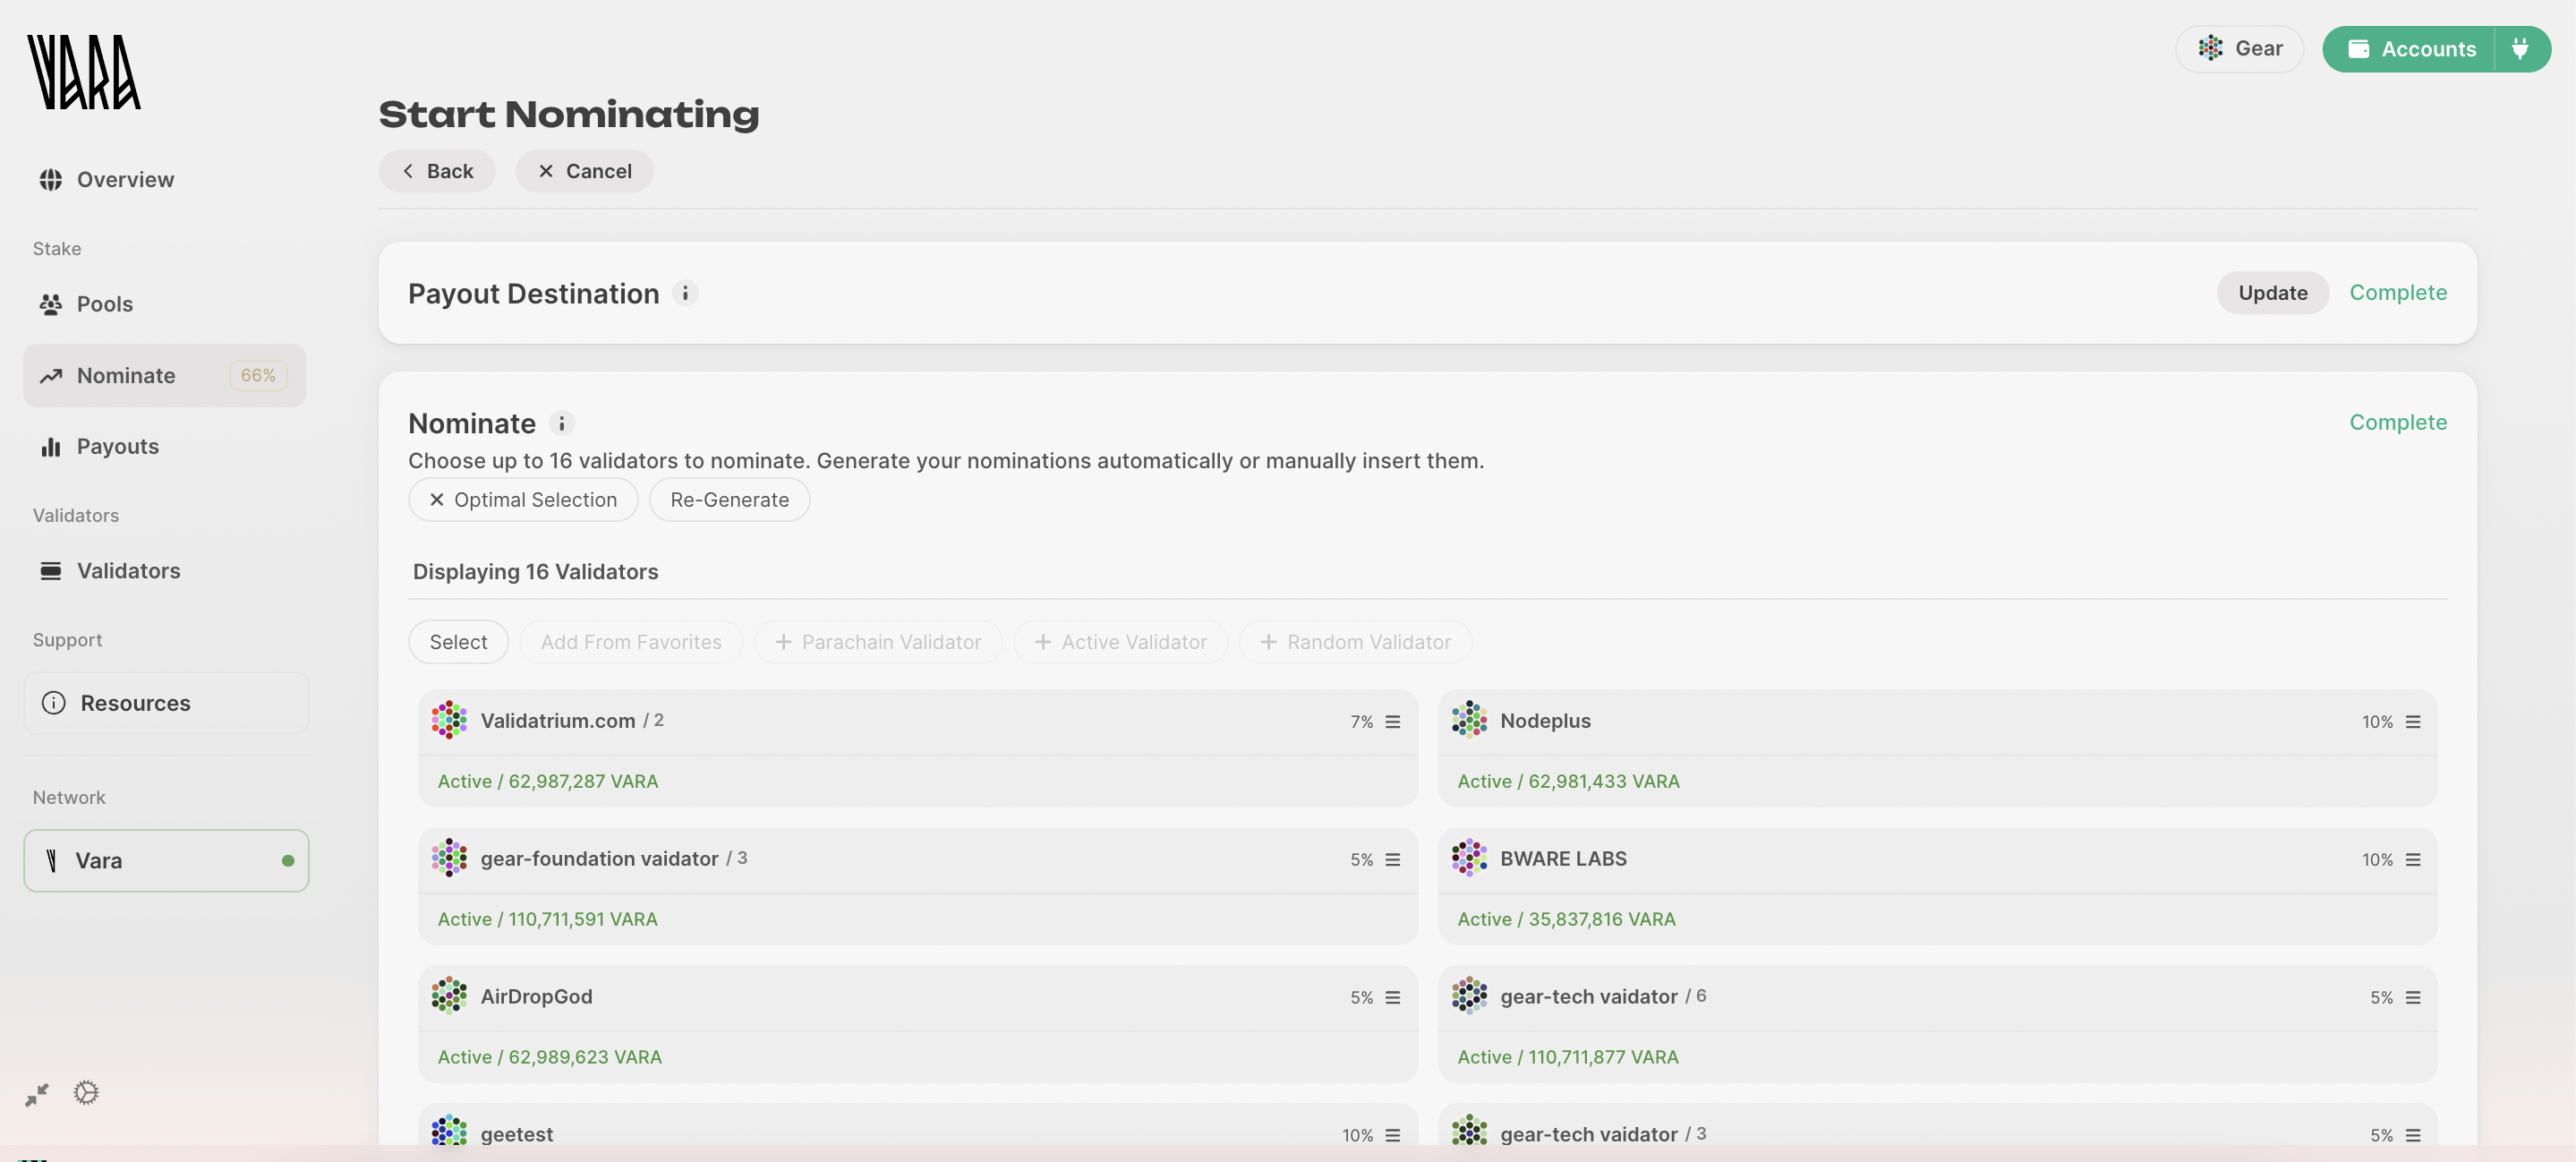 VARA
Gear
Accounts
Start Nominating
Back
Cancel
Overview
Stake
Pools
Nominate 66%
Payouts
Validators
Validators
Support
Resources
Network
Vara
Payout Destination
Update
Complete
Nominate
Complete
Choose up to 16 validators to nominate. Generate your nominations automatically or manually insert them.
Optimal Selection
Re-Generate
Displaying 16 Validators
Select
Add From Favorites
+ Parachain Validator
+ Active Validator
+ Random Validator
Validatrium.com / 2 7%
Active / 62,987,287 VARA
Nodeplus 10%
Active / 62,981,433 VARA
gear-foundation vaidator / 3 5%
Active / 110,711,591 VARA
BWARE LABS 10%
Active / 35,837,816 VARA
AirDropGod 5%
Active / 62,989,623 VARA
gear-tech vaidator / 6 5%
Active / 110,711,877 VARA
geetest 10%
gear-tech vaidator / 3 5%